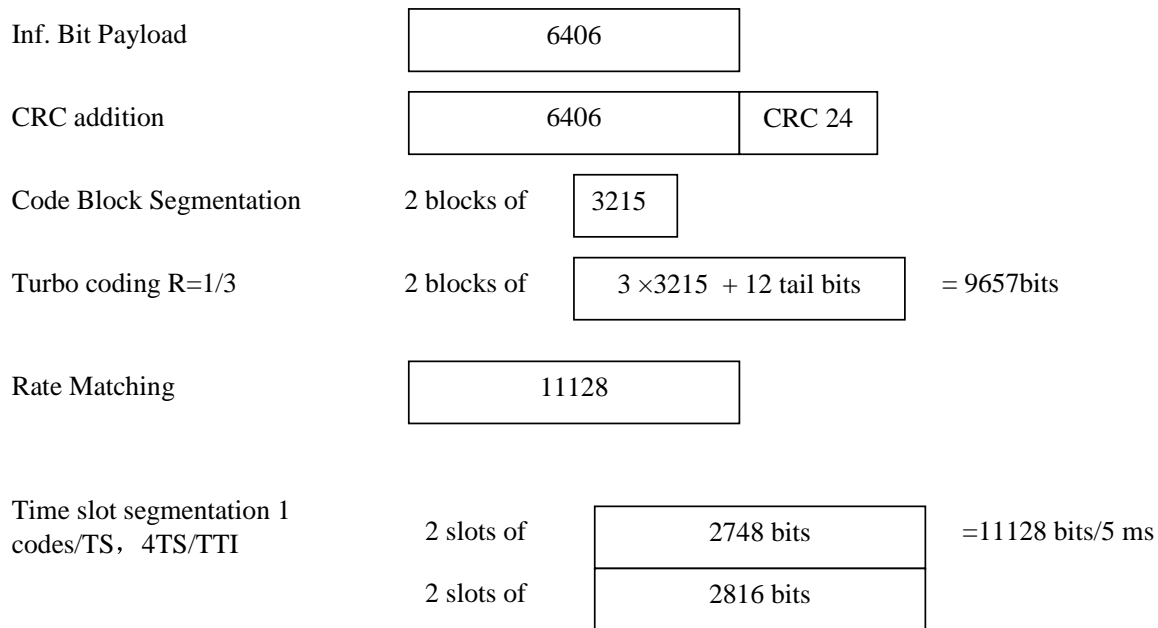 Inf. Bit Payload
6406
CRC addition
6406
CRC 24
Code Block Segmentation
2 blocks of
3215
Turbo coding R=1/3
2 blocks of
3 ×3215 + 12 tail bits
= 9657bits
Rate Matching
11128
Time slot segmentation 1
codes/TS，4TS/TTI
2 slots of
2748 bits
=11128 bits/5 ms
2 slots of
2816 bits